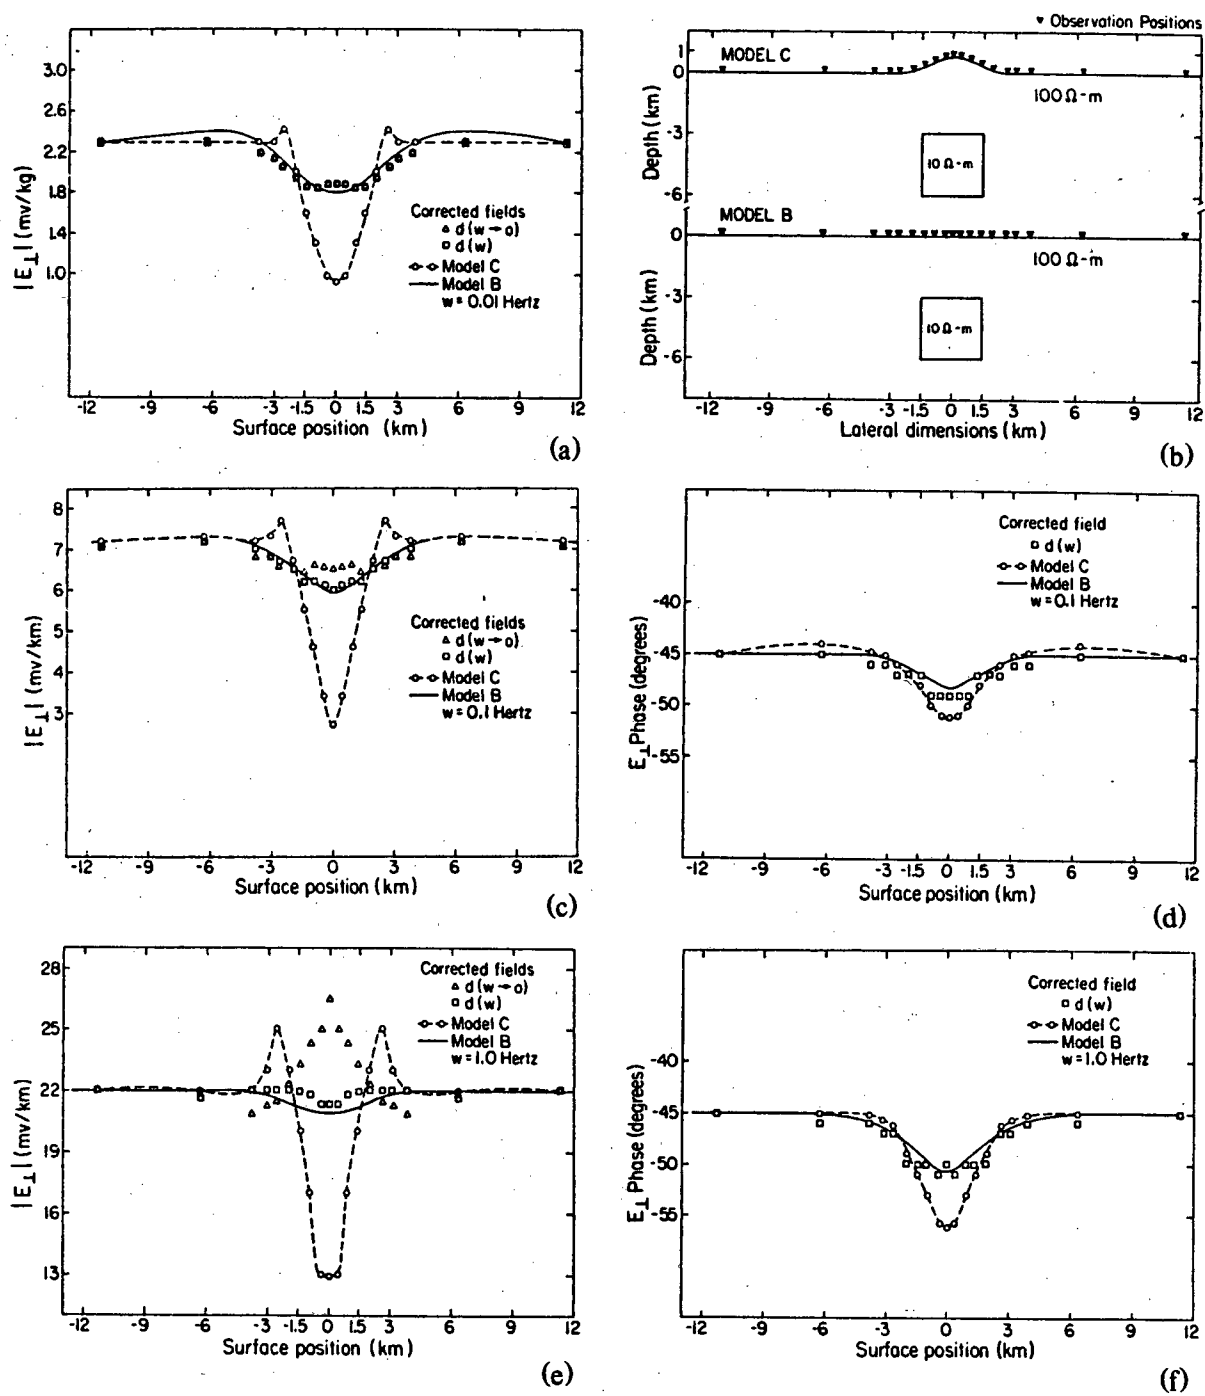 3.0
2.6
2.2
1.8
1.4
1.0
|E⊥| (mv/kg)
Corrected fields
△ d(w→o)
□ d(w)
Model C
Model B
w = 0.01 Hertz
-12 -6 -3 -1.5 0 1.5 3 6 9 12
Surface position (km)
(a)
▼ Observation Positions
MODEL C
1
0
-3
-6
Depth (km)
100 Ω-m
10 Ω-m
MODEL B
0
-3
-6
Depth (km)
100 Ω-m
10 Ω-m
-12 -9 -6 -3 -1.5 0 1.5 3 6 9 12
Lateral dimensions (km)
(b)
8
7
6
5
4
3
|E⊥| (mv/km)
Corrected fields
△ d(w→o)
□ d(w)
Model C
Model B
w = 0.1 Hertz
-12 -6 -3 -1.5 0 1.5 3 6 9 12
Surface position (km)
(c)
Corrected field
□ d(w)
Model C
Model B
w = 0.1 Hertz
-40
-45
-50
-55
E⊥ Phase (degrees)
-12 -6 -3 -1.5 0 1.5 3 6 9 12
Surface position (km)
(d)
28
25
22
19
16
13
|E⊥| (mv/km)
Corrected fields
△ d(w→o)
□ d(w)
Model C
Model B
w = 1.0 Hertz
-12 -6 -3 -1.5 0 1.5 3 6 9 12
Surface position (km)
(e)
Corrected field
□ d(w)
Model C
Model B
w = 1.0 Hertz
-40
-45
-50
-55
E⊥ Phase (degrees)
-12 -6 -3 -1.5 0 1.5 3 6 9 12
Surface position (km)
(f)